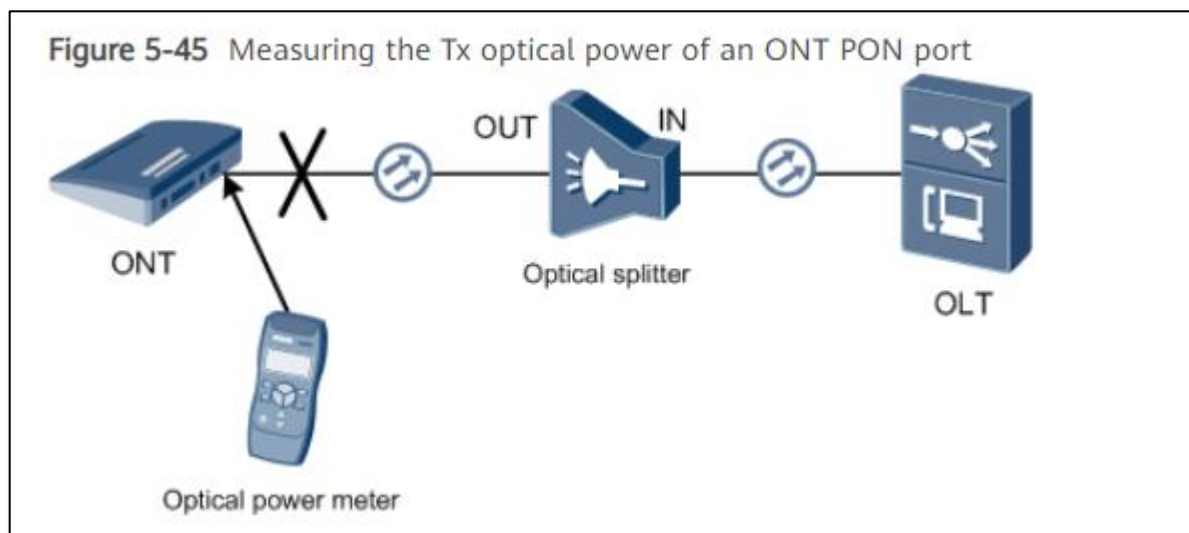 Figure 5-45 Measuring the Tx optical power of an ONT PON port
OUT
IN
ONT
Optical splitter
OLT
Optical power meter